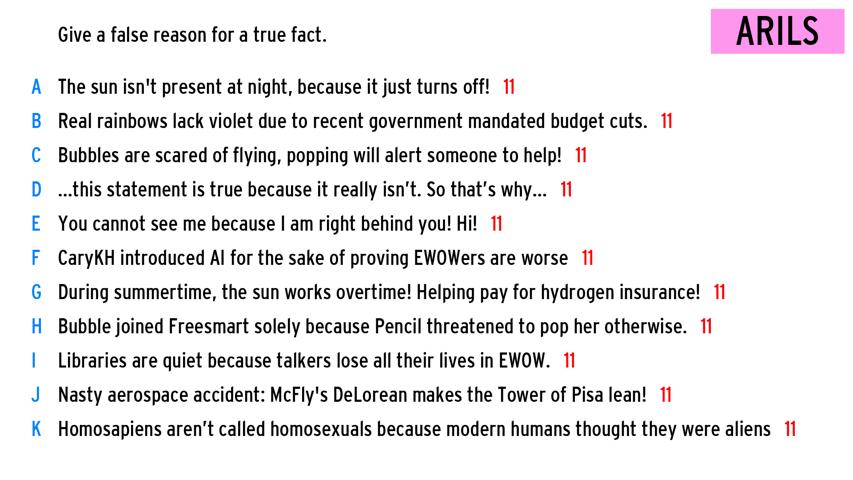 Give a false reason for a true fact.
ARILS
A The sun isn't present at night, because it just turns off! 11
B Real rainbows lack violet due to recent government mandated budget cuts. 11
C Bubbles are scared of flying, popping will alert someone to help! 11
D ...this statement is true because it really isn’t. So that’s why... 11
E You cannot see me because I am right behind you! Hi! 11
F CaryKH introduced AI for the sake of proving EWOWers are worse 11
G During summertime, the sun works overtime! Helping pay for hydrogen insurance! 11
H Bubble joined Freesmart solely because Pencil threatened to pop her otherwise. 11
I Libraries are quiet because talkers lose all their lives in EWOW. 11
J Nasty aerospace accident: McFly's DeLorean makes the Tower of Pisa lean! 11
K Homosapiens aren’t called homosexuals because modern humans thought they were aliens 11